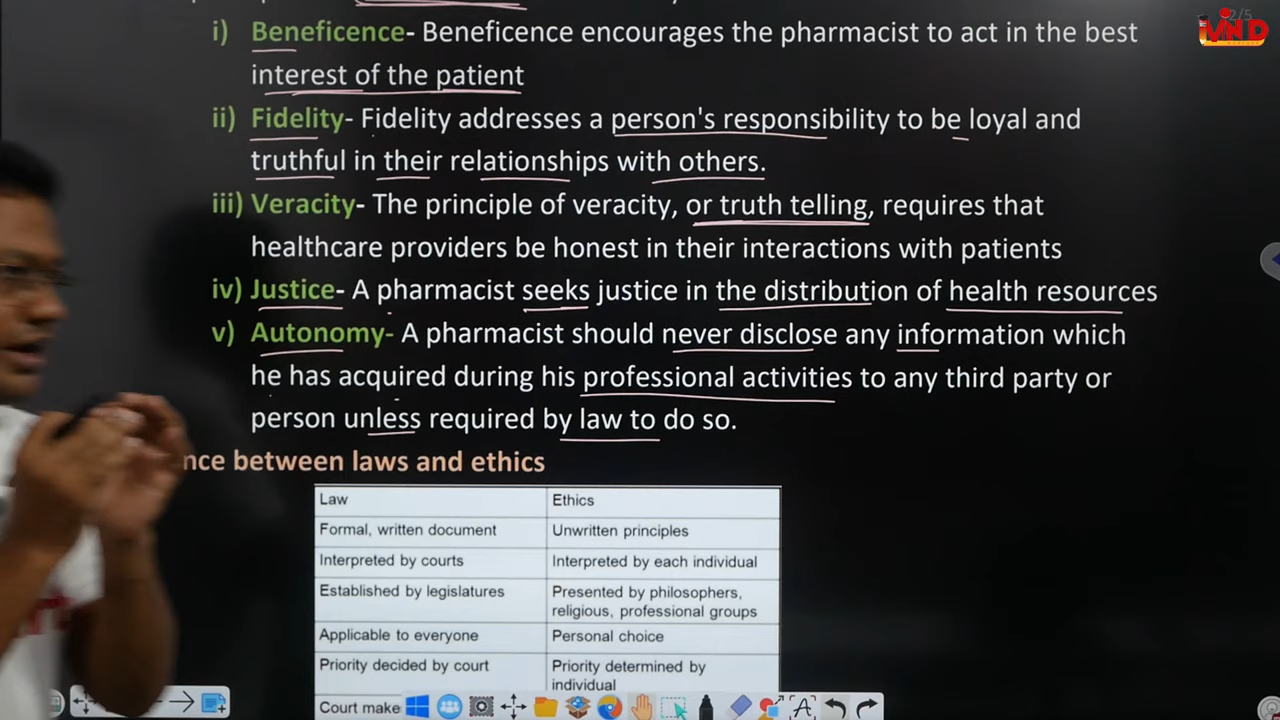 2/5
MIND
i) Beneficence- Beneficence encourages the pharmacist to act in the best
interest of the patient
ii) Fidelity- Fidelity addresses a person's responsibility to be loyal and
truthful in their relationships with others.
iii) Veracity- The principle of veracity, or truth telling, requires that
healthcare providers be honest in their interactions with patients
iv) Justice- A pharmacist seeks justice in the distribution of health resources
v) Autonomy- A pharmacist should never disclose any information which
he has acquired during his professional activities to any third party or
person unless required by law to do so.
nce between laws and ethics
Law Ethics
Formal, written document Unwritten principles
Interpreted by courts Interpreted by each individual
Established by legislatures Presented by philosophers,
religious, professional groups
Applicable to everyone Personal choice
Priority decided by court Priority determined by
individual
Court make